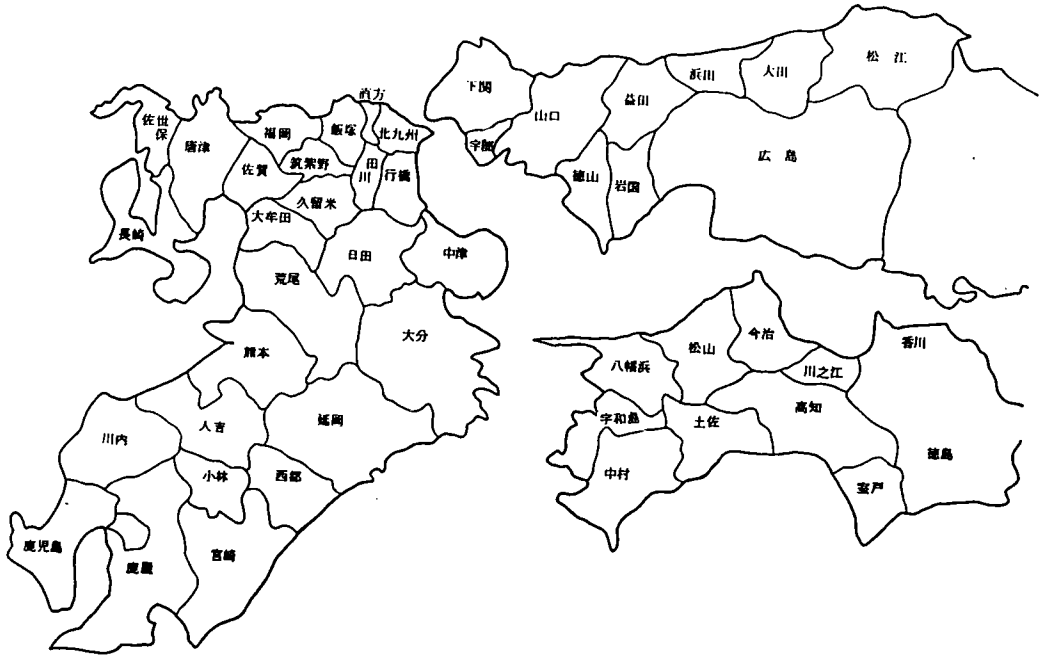 下関
宇部
山口
徳山
岩国
益田
浜田
大田
松江
広島
佐世保
唐津
長崎
福岡
佐賀
筑紫野
飯塚
直方
北九州
田川
行橋
久留米
大牟田
日田
中津
荒尾
大分
熊本
人吉
延岡
川内
小林
西都
鹿児島
鹿屋
宮崎
八幡浜
松山
今治
川之江
香川
宇和島
土佐
高知
中村
徳島
室戸